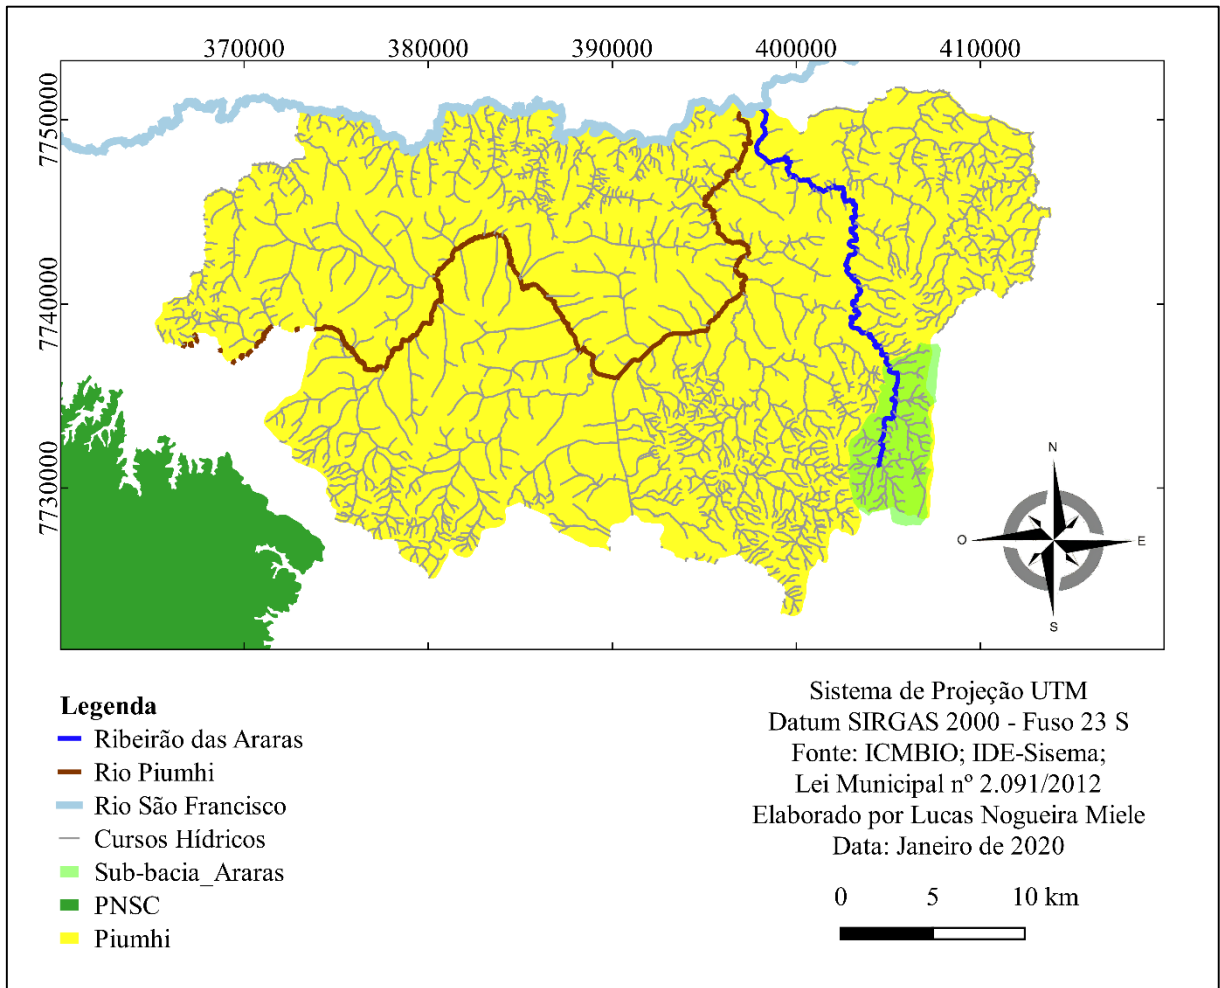 370000 380000 390000 400000 410000
7750000
7740000
7730000
N
O E
S
Legenda
Ribeirão das Araras
Rio Piumhi
Rio São Francisco
Cursos Hídricos
Sub-bacia_Araras
PNSC
Piumhi
Sistema de Projeção UTM
Datum SIRGAS 2000 - Fuso 23 S
Fonte: ICMBIO; IDE-Sisema;
Lei Municipal nº 2.091/2012
Elaborado por Lucas Nogueira Miele
Data: Janeiro de 2020
0 5 10 km